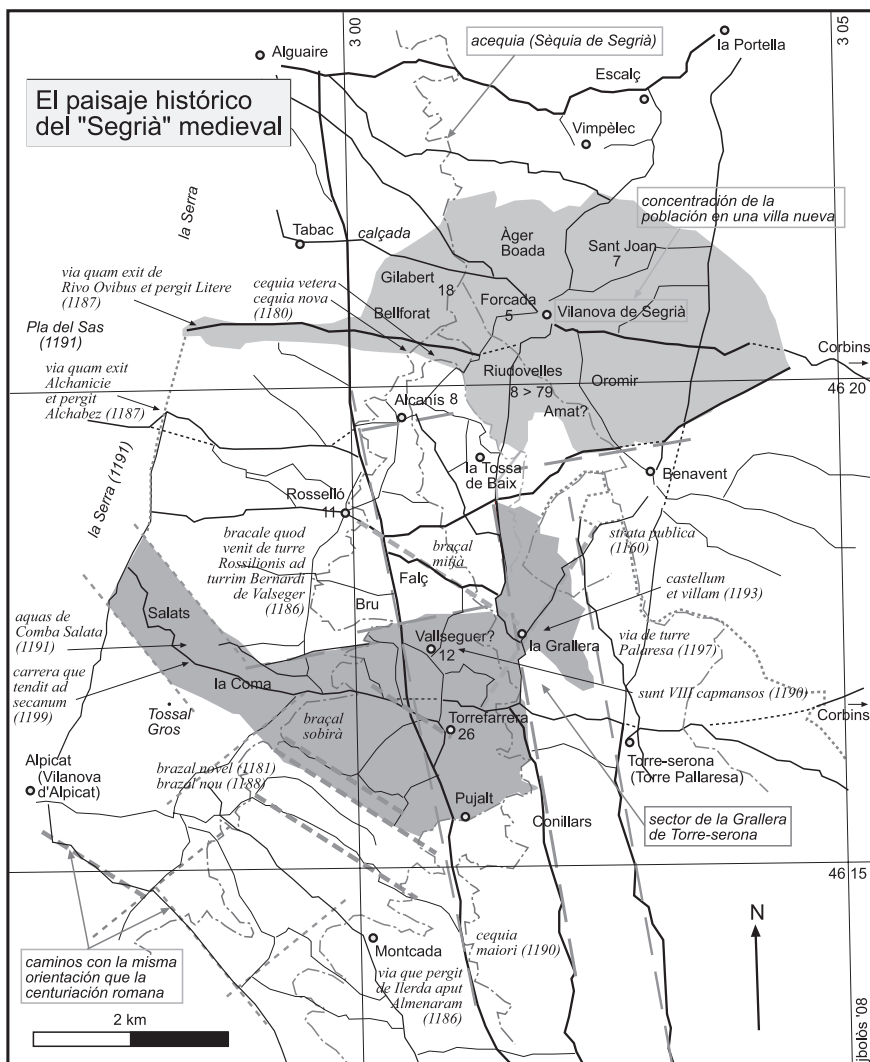 3 00
3 05
Alguaire
acequia (Sèquia de Segrià)
la Portella
Escalç
El paisaje histórico
del "Segrià" medieval
Vimpèlec
la Serra
concentración de la
población en una villa nueva
Tabac
calçada
Àger
Boada
Sant Joan
7
via quam exit de
Rivo Ovibus et pergit Litere
(1187)
cequia vetera
cequia nova
(1180)
Gilabert
18
Bellforat
Forcada
5
Vilanova de Segrià
Pla del Sas
(1191)
Corbins
via quam exit
Alchanicie
et pergit
Alchabez (1187)
Riudovelles
8 > 79
Oromir
46 20
Alcanís 8
Amat?
la Tossa
de Baix
Benavent
la Serra (1191)
Rosselló
11
bracale quod
venit de turre
Rossilionis ad
turrim Bernardi
de Valseger
(1186)
braçal
mitjà
strata publica
(1160)
Falç
castellum
et villam (1193)
Bru
Salats
aquas de
Comba Salata
(1191)
Vallseguer?
12
la Grallera
via de turre
Palaresa (1197)
carrera que
tendit ad
secanum
(1199)
la Coma
sunt VIII capmansos (1190)
Corbins
Tossal
Gros
braçal
sobirà
Torrefarrera
26
Alpicat
(Vilanova
d'Alpicat)
brazal novel (1181)
brazal nou (1188)
Torre-serona
(Torre Pallaresa)
Pujalt
Conillars
sector de la Grallera
de Torre-serona
46 15
N
caminos con la misma
orientación que la
centuriación romana
Montcada
cequia
maiori (1190)
via que pergit
de Ilerda aput
Almenaram
(1186)
2 km
jbolòs '08